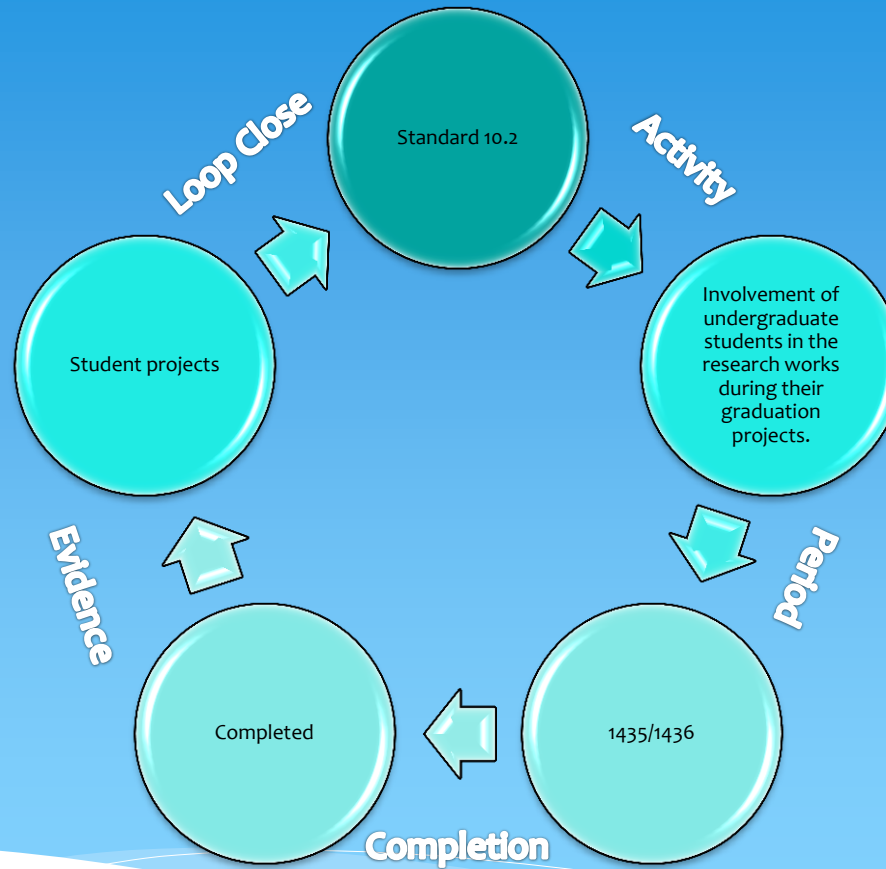 Standard 10.2
Activity
Involvement of
undergraduate
students in the
research works
during their
graduation
projects.
Period
1435/1436
Completion
Completed
Evidence
Student projects
Loop Close